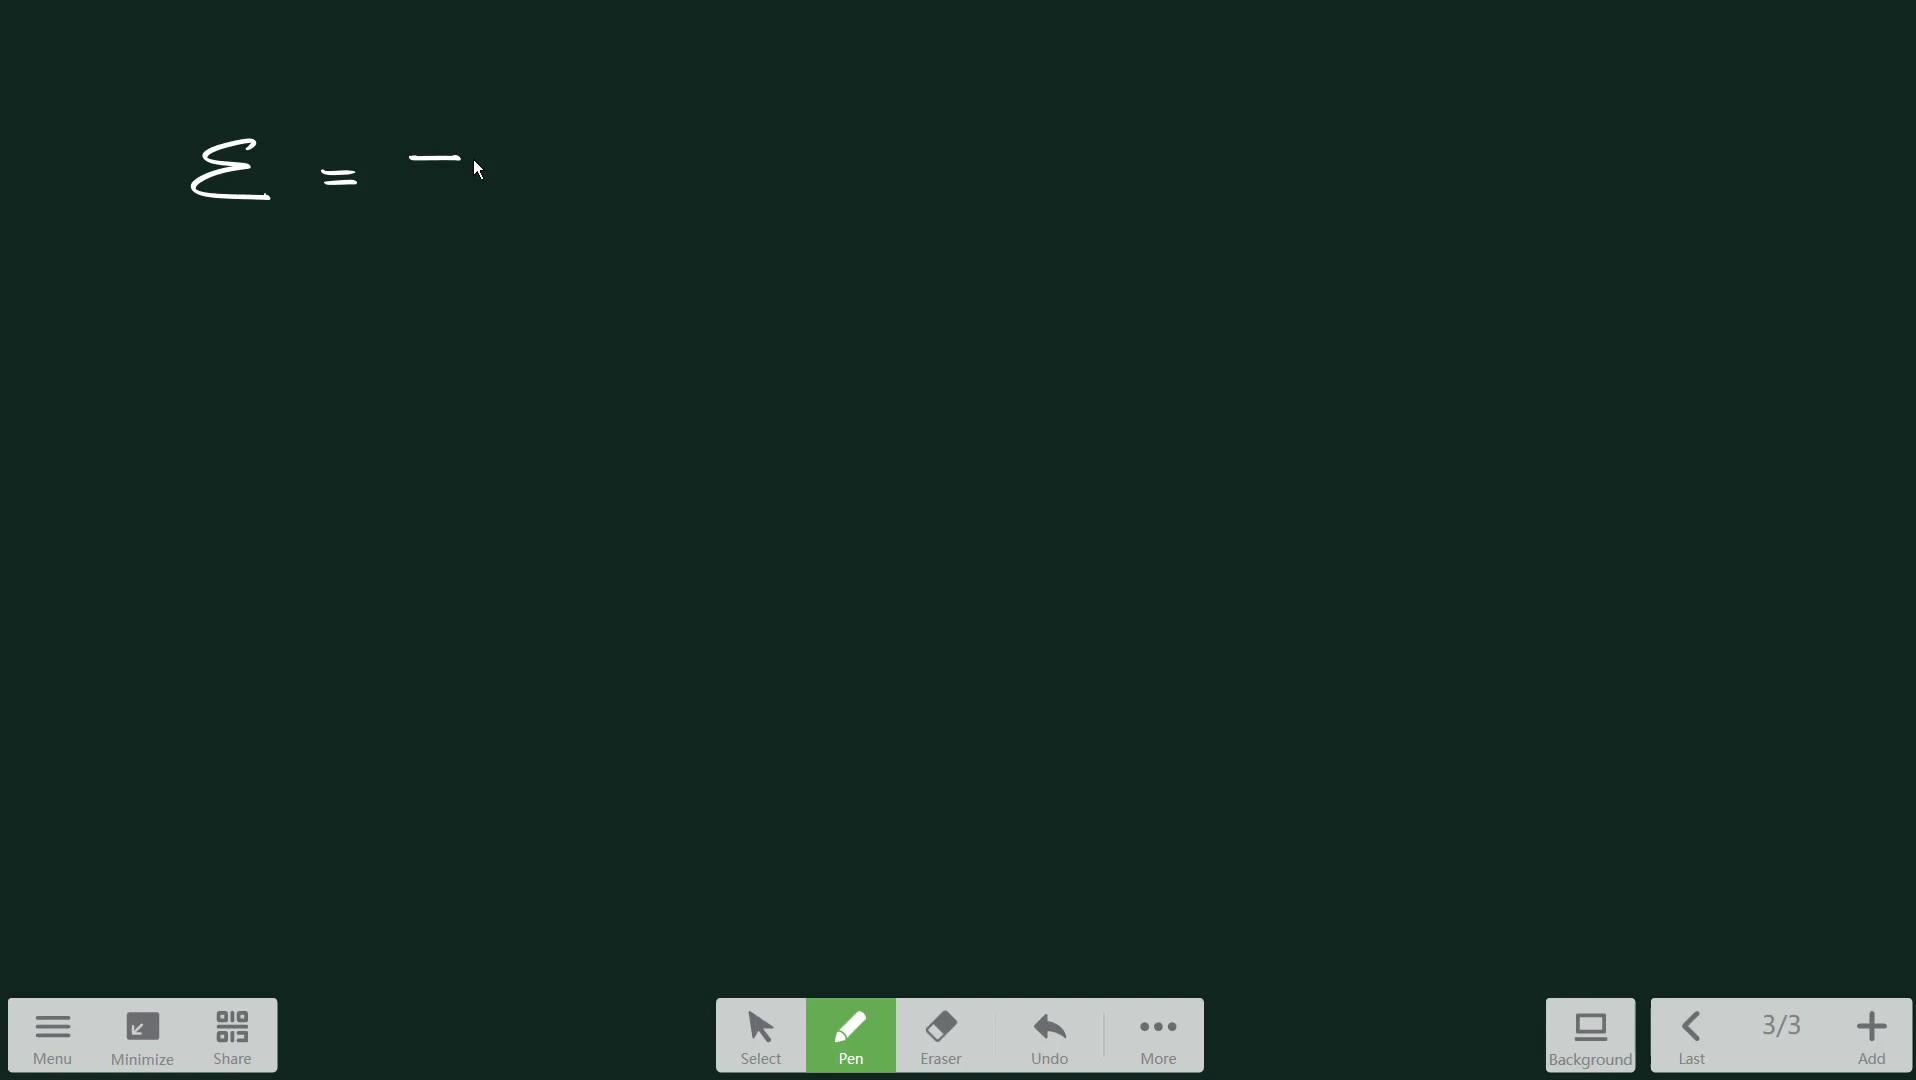 ℰ = —
Menu Minimize Share Select Pen Eraser Undo More Background Last 3/3 Add